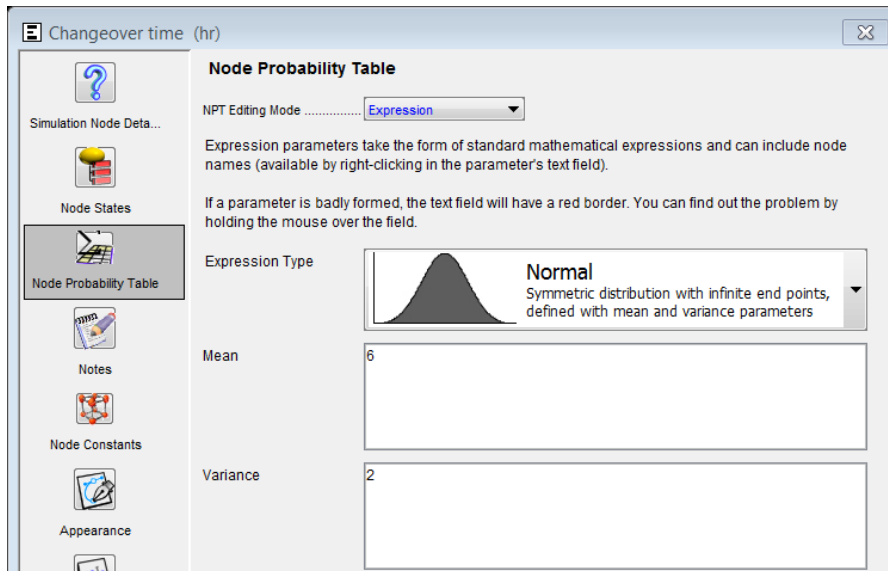 Changeover time (hr)
Simulation Node Deta...
Node States
Node Probability Table
Notes
Node Constants
Appearance
Node Probability Table
NPT Editing Mode ............... Expression
Expression parameters take the form of standard mathematical expressions and can include node
names (available by right-clicking in the parameter's text field).
If a parameter is badly formed, the text field will have a red border. You can find out the problem by
holding the mouse over the field.
Expression Type
Normal
Symmetric distribution with infinite end points,
defined with mean and variance parameters
Mean
6
Variance
2